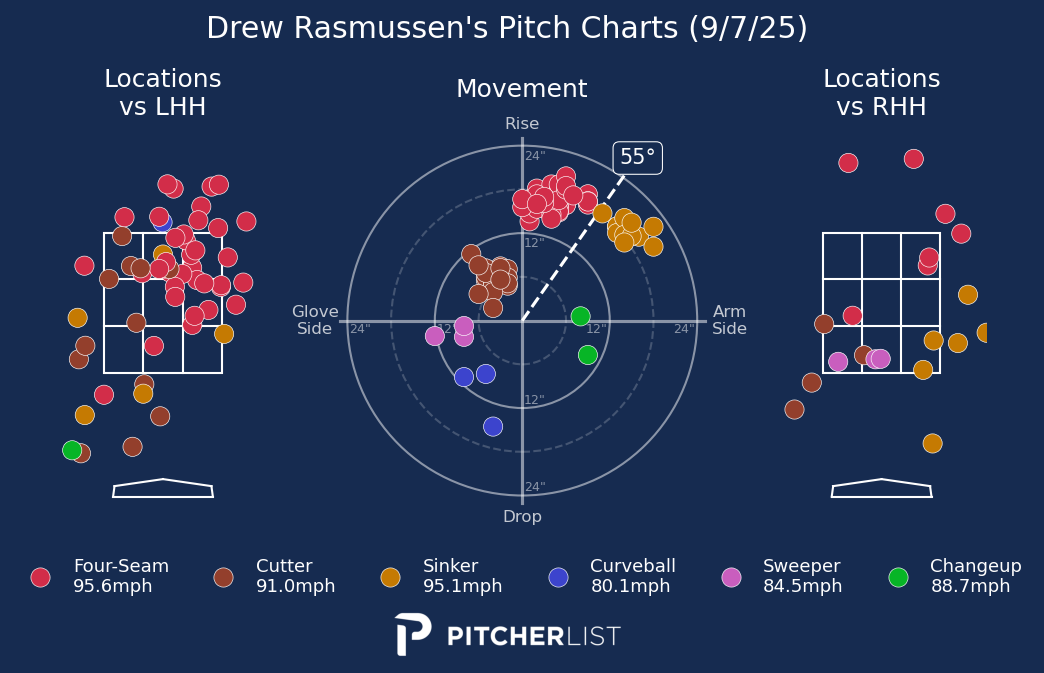 Drew Rasmussen's Pitch Charts (9/7/25)
Locations
vs LHH
Movement
Locations
vs RHH
Rise
24"
55°
12"
Glove
Side
24"
12"
12"
24"
Arm
Side
12"
24"
Drop
Four-Seam
95.6mph
Cutter
91.0mph
Sinker
95.1mph
Curveball
80.1mph
Sweeper
84.5mph
Changeup
88.7mph
PITCHERLIST